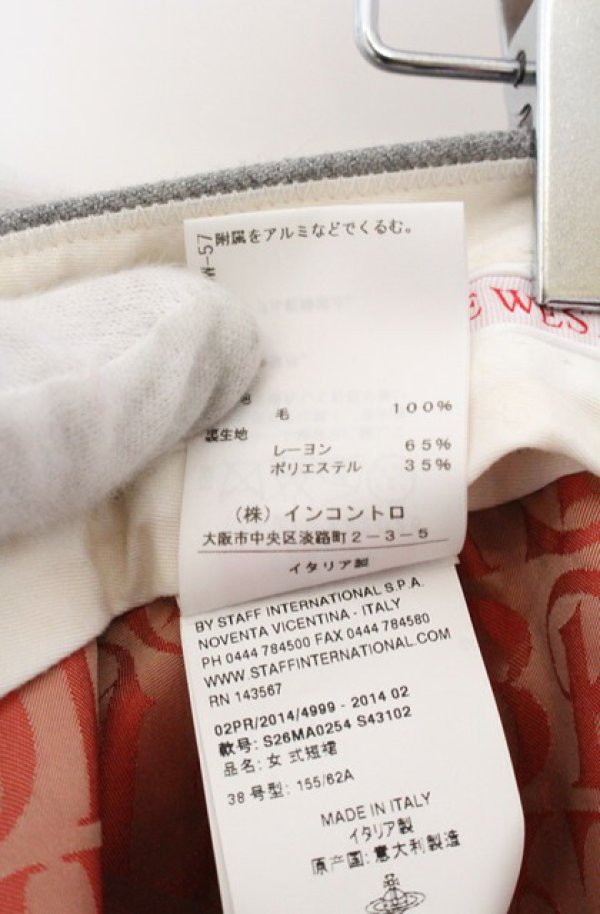 W-57
附属をアルミなどでくるむ。
E WES
毛 100%
裏生地
レーヨン 65%
ポリエステル 35%
（株）インコントロ
大阪市中央区淡路町2-3-5
イタリア製
BY STAFF INTERNATIONAL S.P.A.
NOVENTA VICENTINA - ITALY
PH 0444 784500 FAX 0444 784580
WWW.STAFFINTERNATIONAL.COM
RN 143567
02PR/2014/4999 - 2014 02
款号: S26MA0254 S43102
品名: 女 式短裙
38 号型: 155/62A
MADE IN ITALY
イタリア製
原产国: 意大利製造